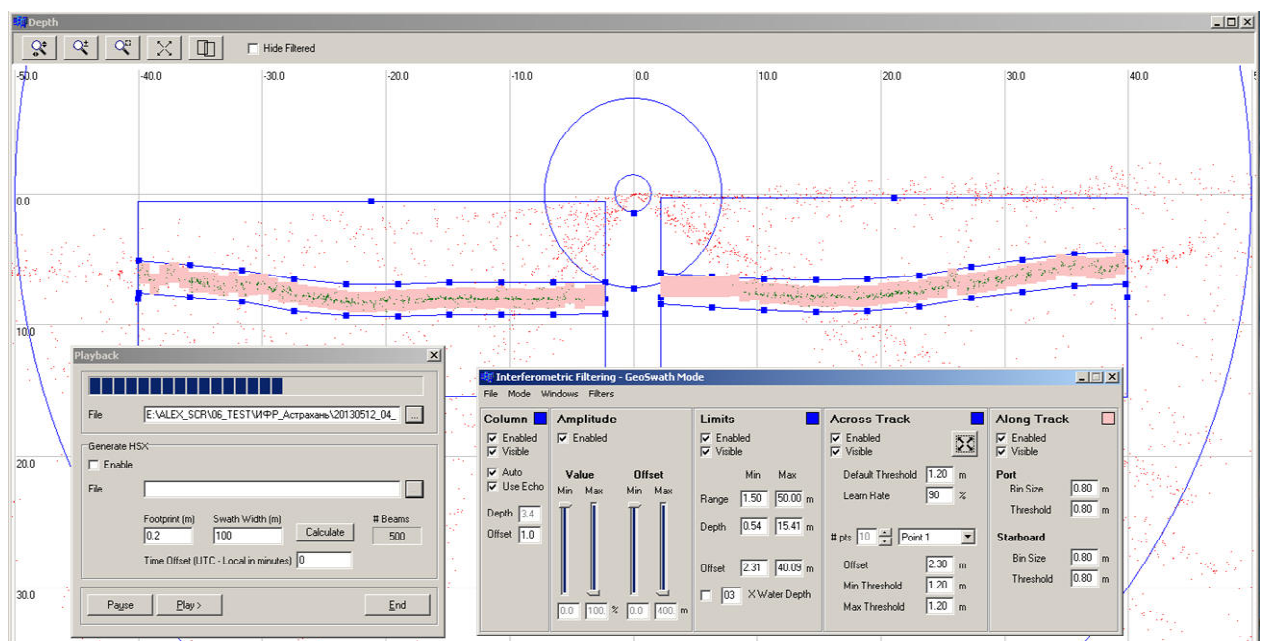 Depth
Hide Filtered
-50.0 -40.0 -30.0 -20.0 -10.0 0.0 10.0 20.0 30.0 40.0
0.0
10.0
20.0
30.0
Playback
File E:\ALEX_SCR\06_TEST\ИФР_Астрахань\20130512_04_ ...
Generate HSX
Enable
File
Footprint (m) Swath Width (m) # Beams
0.2 100 Calculate 500
Time Offset (UTC - Local in minutes) 0
Pause Play > End
Interferometric Filtering - GeoSwath Mode
File Mode Windows Filters
Column
Enabled
Visible
Auto
Use Echo
Depth 3.4
Offset 1.0
Amplitude
Enabled
Value Offset
Min Max Min Max
0.0 100. % 0.0 400. m
Limits
Enabled
Visible
Min Max
Range 1.50 50.00 m
Depth 0.54 15.41 m
Offset 2.31 40.09 m
03 X Water Depth
Across Track
Enabled
Visible
Default Threshold 1.20 m
Learn Rate 90 %
# pts 10 Point 1
Offset 2.30 m
Min Threshold 1.20 m
Max Threshold 1.20 m
Along Track
Enabled
Visible
Port
Bin Size 0.80 m
Threshold 0.80 m
Starboard
Bin Size 0.80 m
Threshold 0.80 m